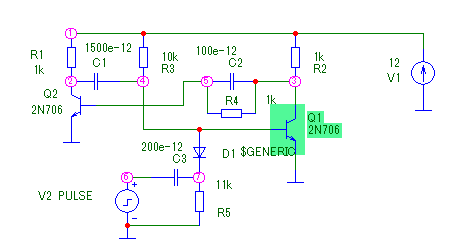 1
R1
1k
1500e-12
C1
10k
R3
100e-12
C2
1k
R2
12
V1
2
4
5
3
Q2
2N706
R4
1k
Q1
2N706
200e-12
C3
D1 $GENERIC
6
7
11k
R5
V2 PULSE
+
-